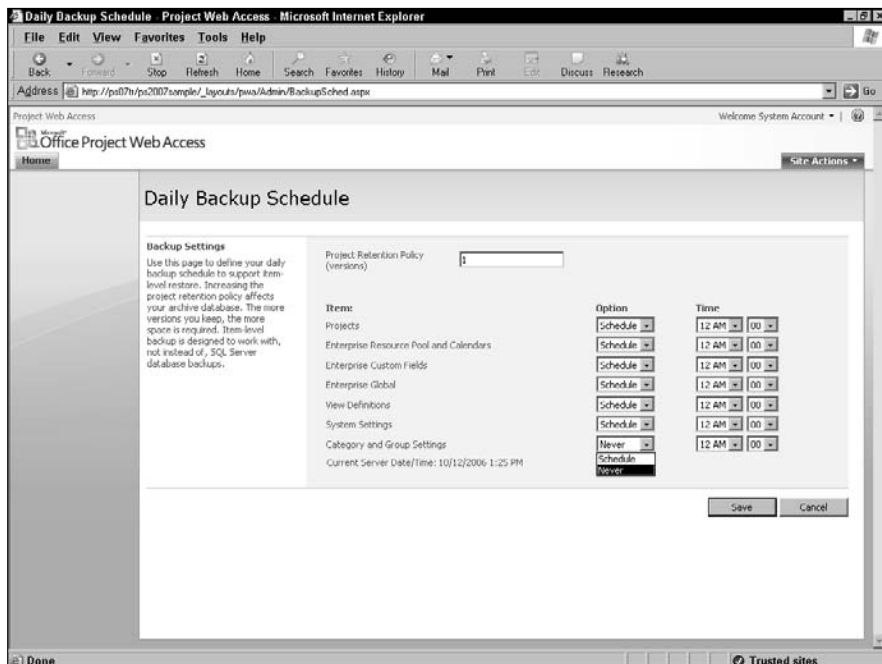 Daily Backup Schedule - Project Web Access - Microsoft Internet Explorer
File Edit View Favorites Tools Help
Back Forward Stop Refresh Home Search Favorites History Mail Print Edit Discuss Research
Address http://ps07tr/ps2007sample/_layouts/pwa/Admin/BackupSched.aspx Go
Project Web Access Welcome System Account
Microsoft
Office Project Web Access
Home Site Actions
Daily Backup Schedule
Backup Settings
Use this page to define your daily
backup schedule to support item-
level restore. Increasing the
project retention policy affects
your archive database. The more
versions you keep, the more
space is required. Item-level
backup is designed to work with,
not instead of, SQL Server
database backups.
Project Retention Policy
(versions)
1
Item: Option Time
Projects Schedule 12 AM 00
Enterprise Resource Pool and Calendars Schedule 12 AM 00
Enterprise Custom Fields Schedule 12 AM 00
Enterprise Global Schedule 12 AM 00
View Definitions Schedule 12 AM 00
System Settings Schedule 12 AM 00
Category and Group Settings Never 12 AM 00
Schedule
Never
Current Server Date/Time: 10/12/2006 1:25 PM
Save Cancel
Done Trusted sites